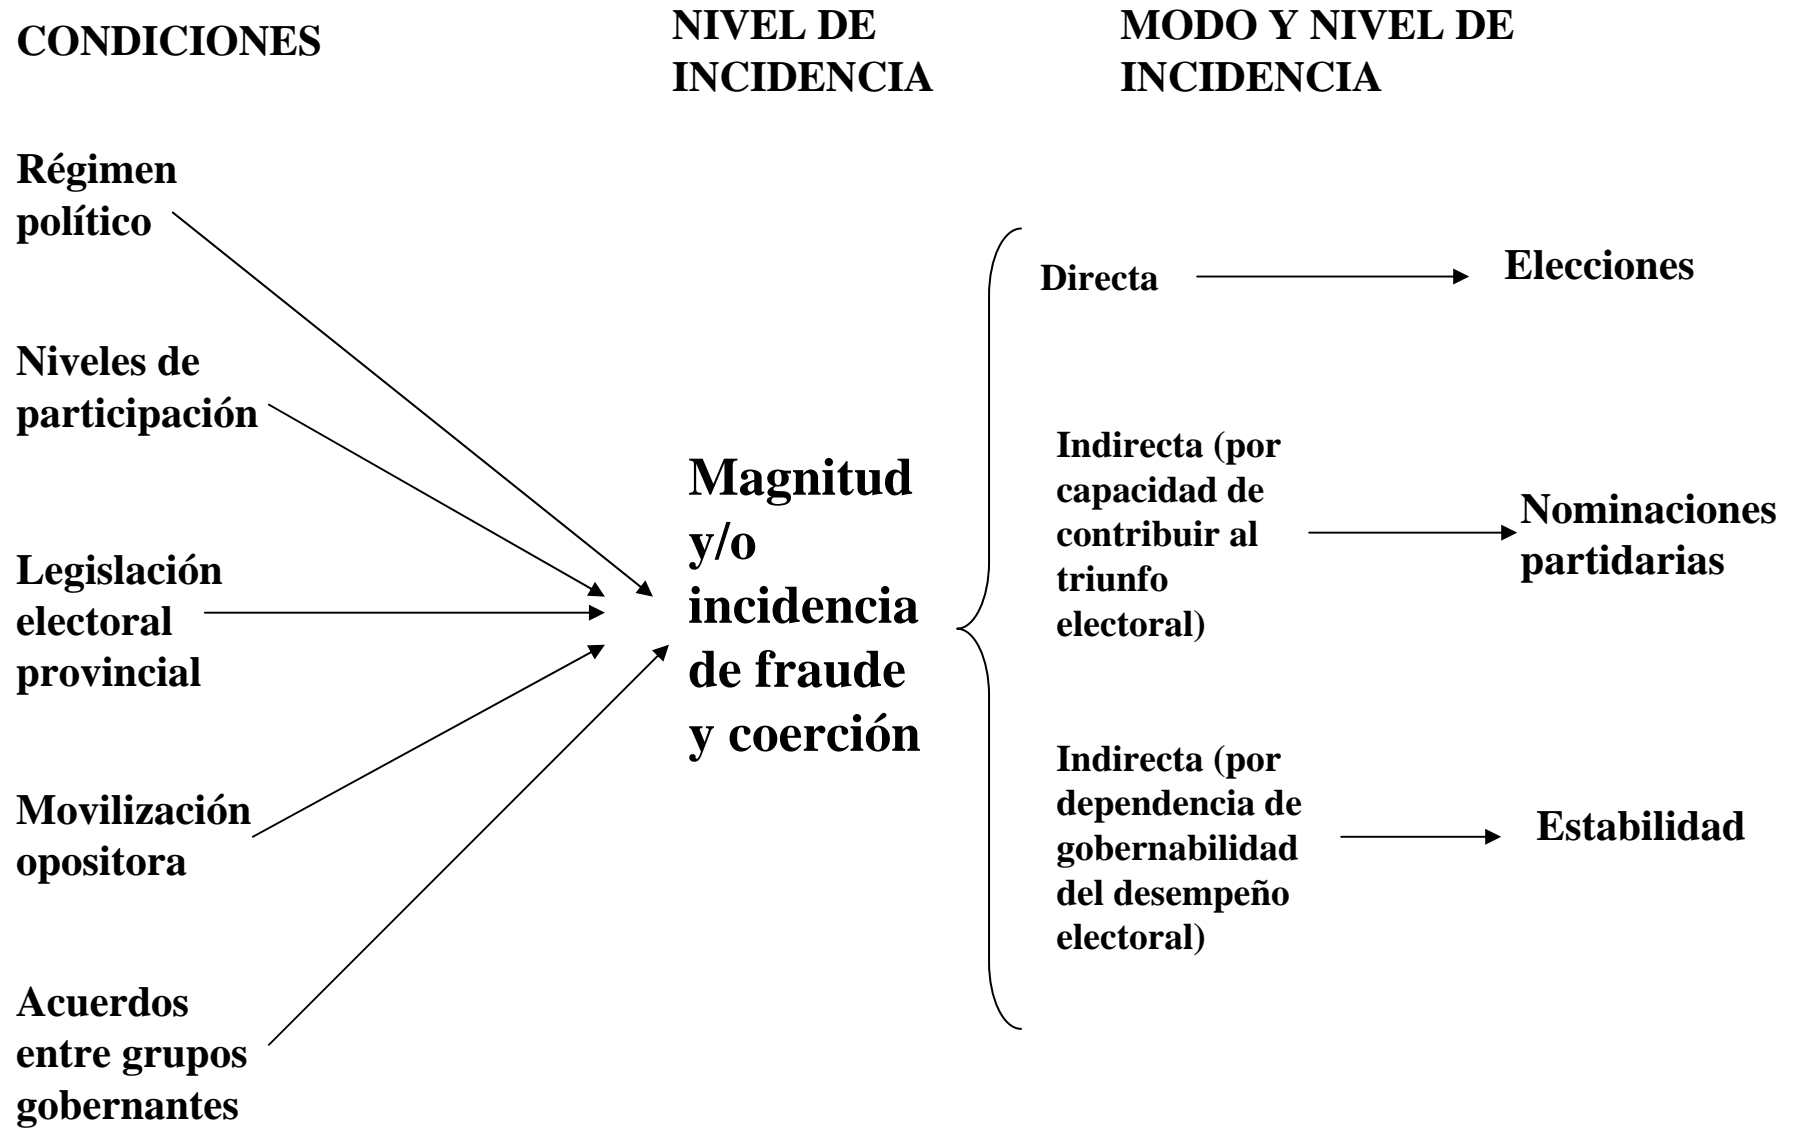 CONDICIONES
NIVEL DE
INCIDENCIA
MODO Y NIVEL DE
INCIDENCIA
Régimen
político
Niveles de
participación
Legislación
electoral
provincial
Movilización
opositora
Acuerdos
entre grupos
gobernantes
Magnitud
y/o
incidencia
de fraude
y coerción
Directa
Elecciones
Indirecta (por
capacidad de
contribuir al
triunfo
electoral)
Nominaciones
partidarias
Indirecta (por
dependencia de
gobernabilidad
del desempeño
electoral)
Estabilidad